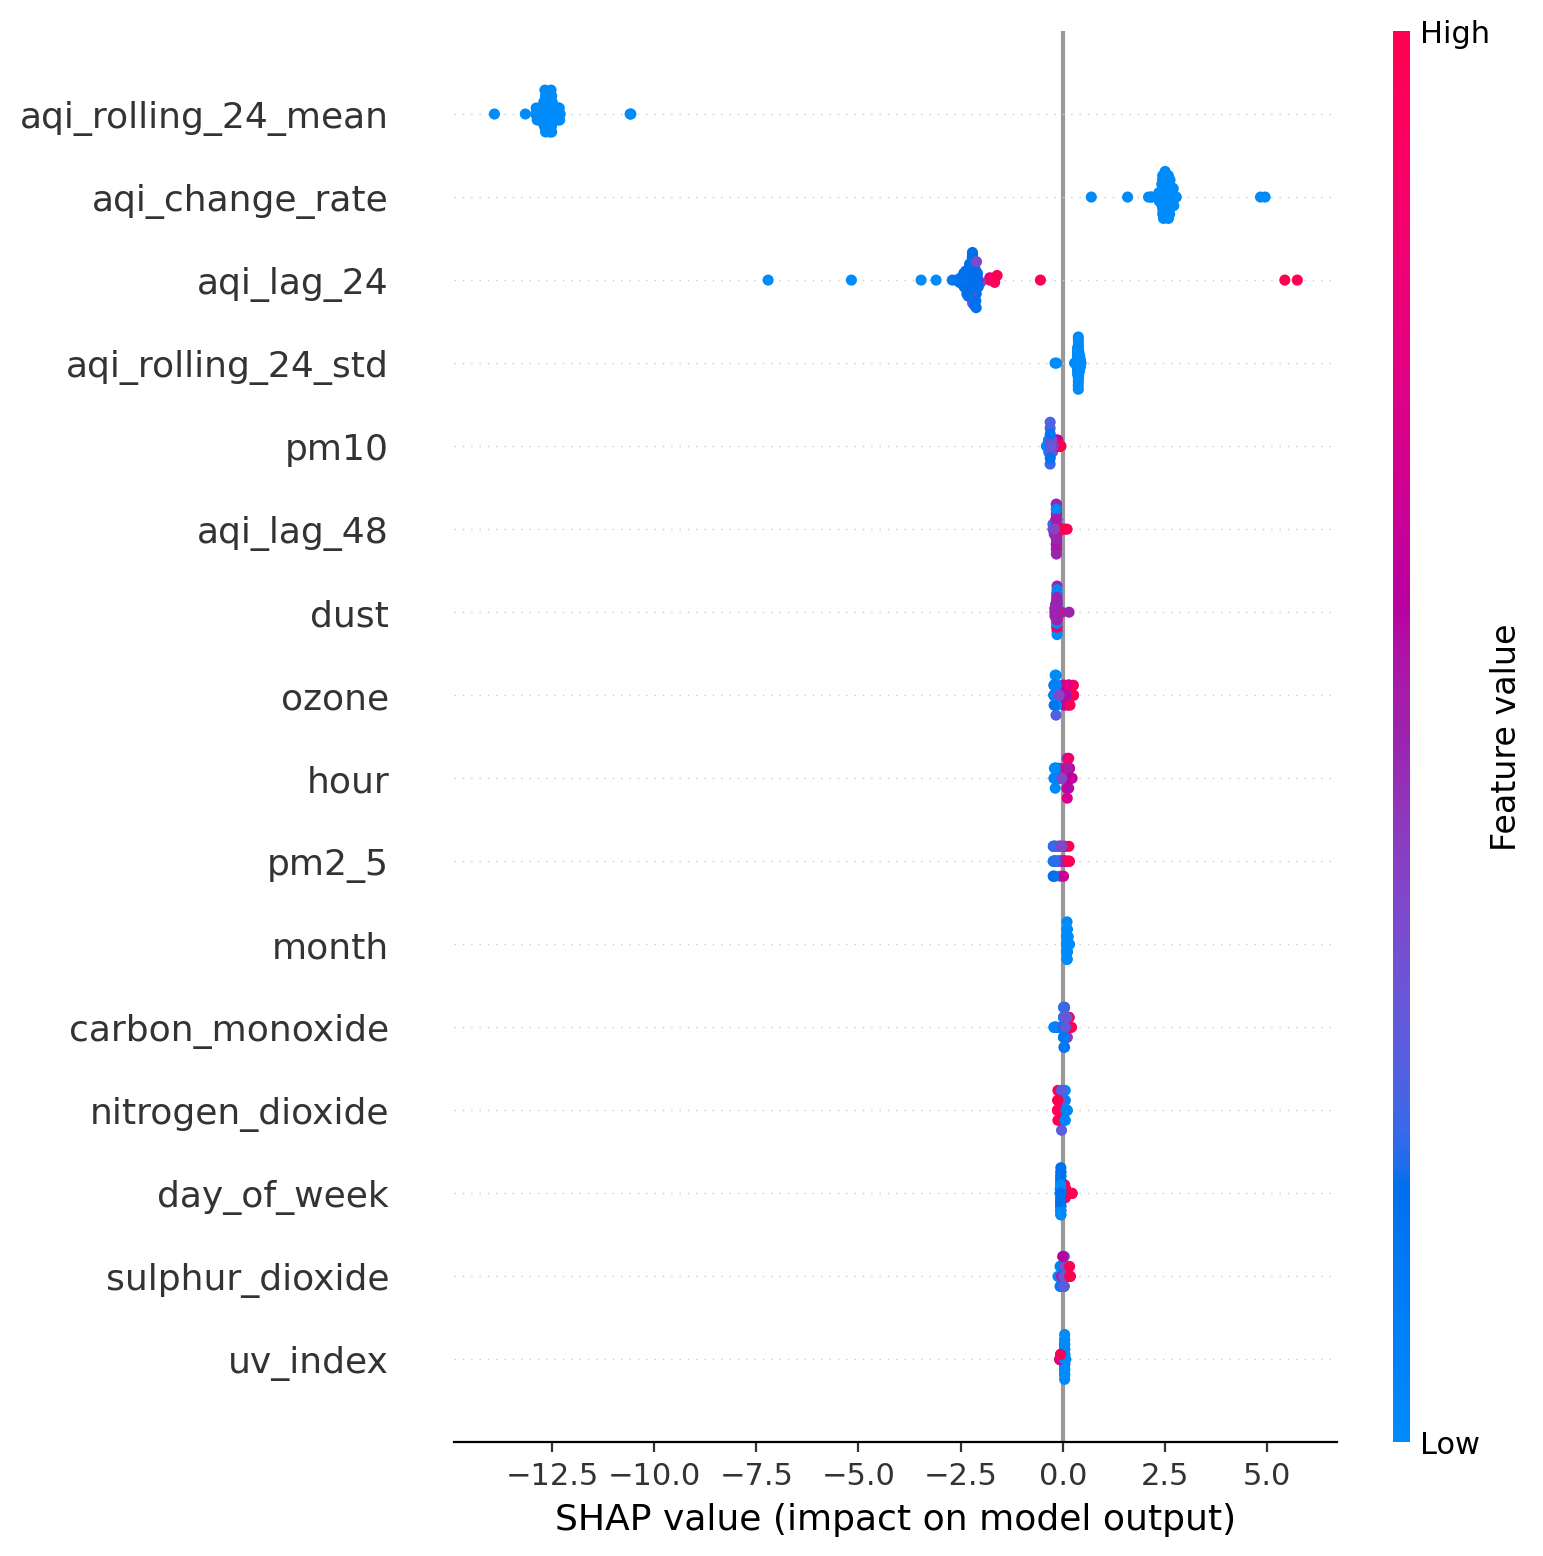 High
aqi_rolling_24_mean
aqi_change_rate
aqi_lag_24
aqi_rolling_24_std
pm10
aqi_lag_48
dust
ozone
hour
pm2_5
month
carbon_monoxide
nitrogen_dioxide
day_of_week
sulphur_dioxide
uv_index
Feature value
Low
−12.5 −10.0 −7.5 −5.0 −2.5 0.0 2.5 5.0
SHAP value (impact on model output)